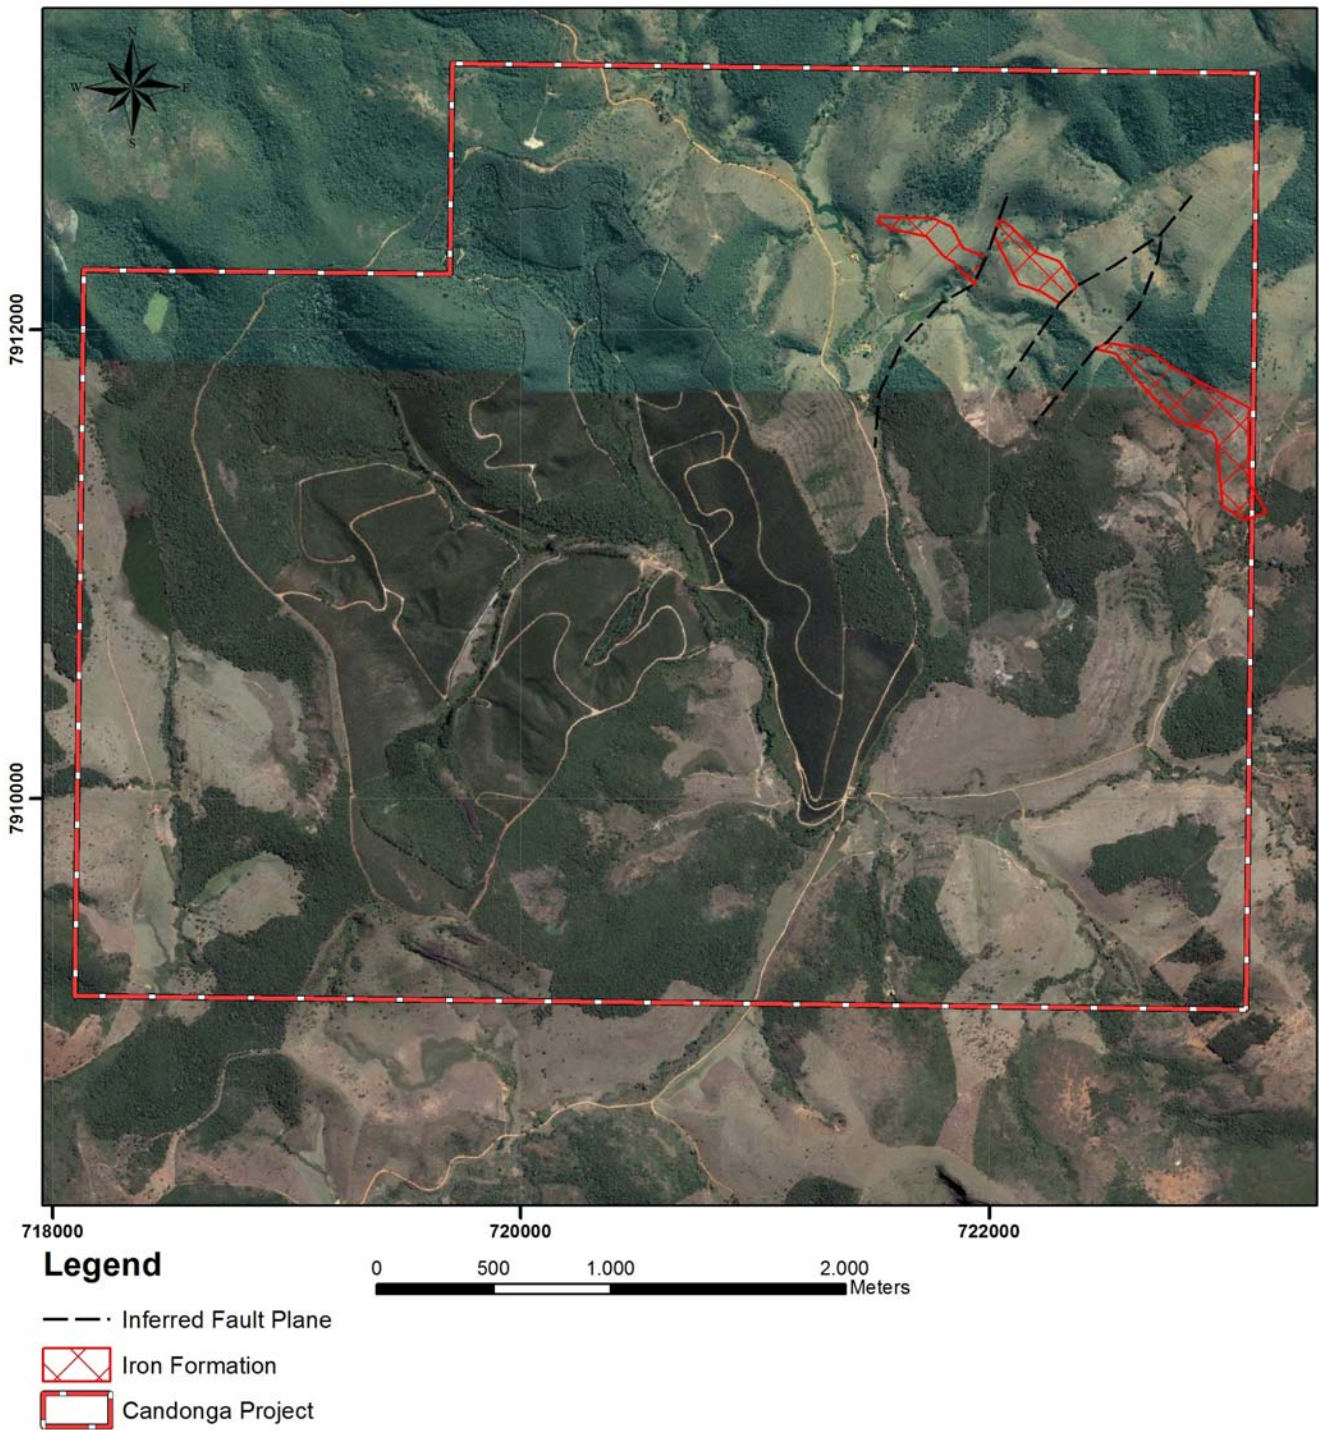 N
W E
S
7912000
7910000
718000 720000 722000
Legend
0 500 1.000 2.000
Meters
Inferred Fault Plane
Iron Formation
Candonga Project